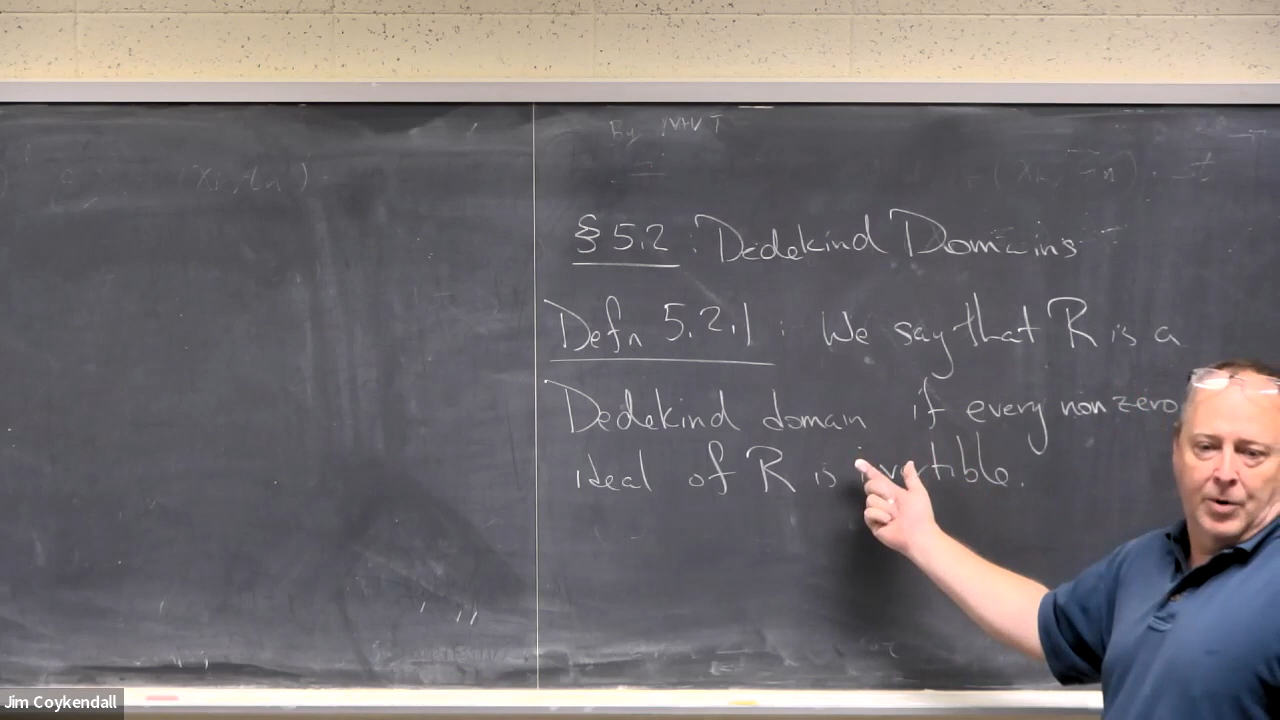 § 5.2 : Dedekind Domains
Defn 5.2.1 : We say that R is a
Dedekind domain if every nonzero
ideal of R is invertible.
Jim Coykendall